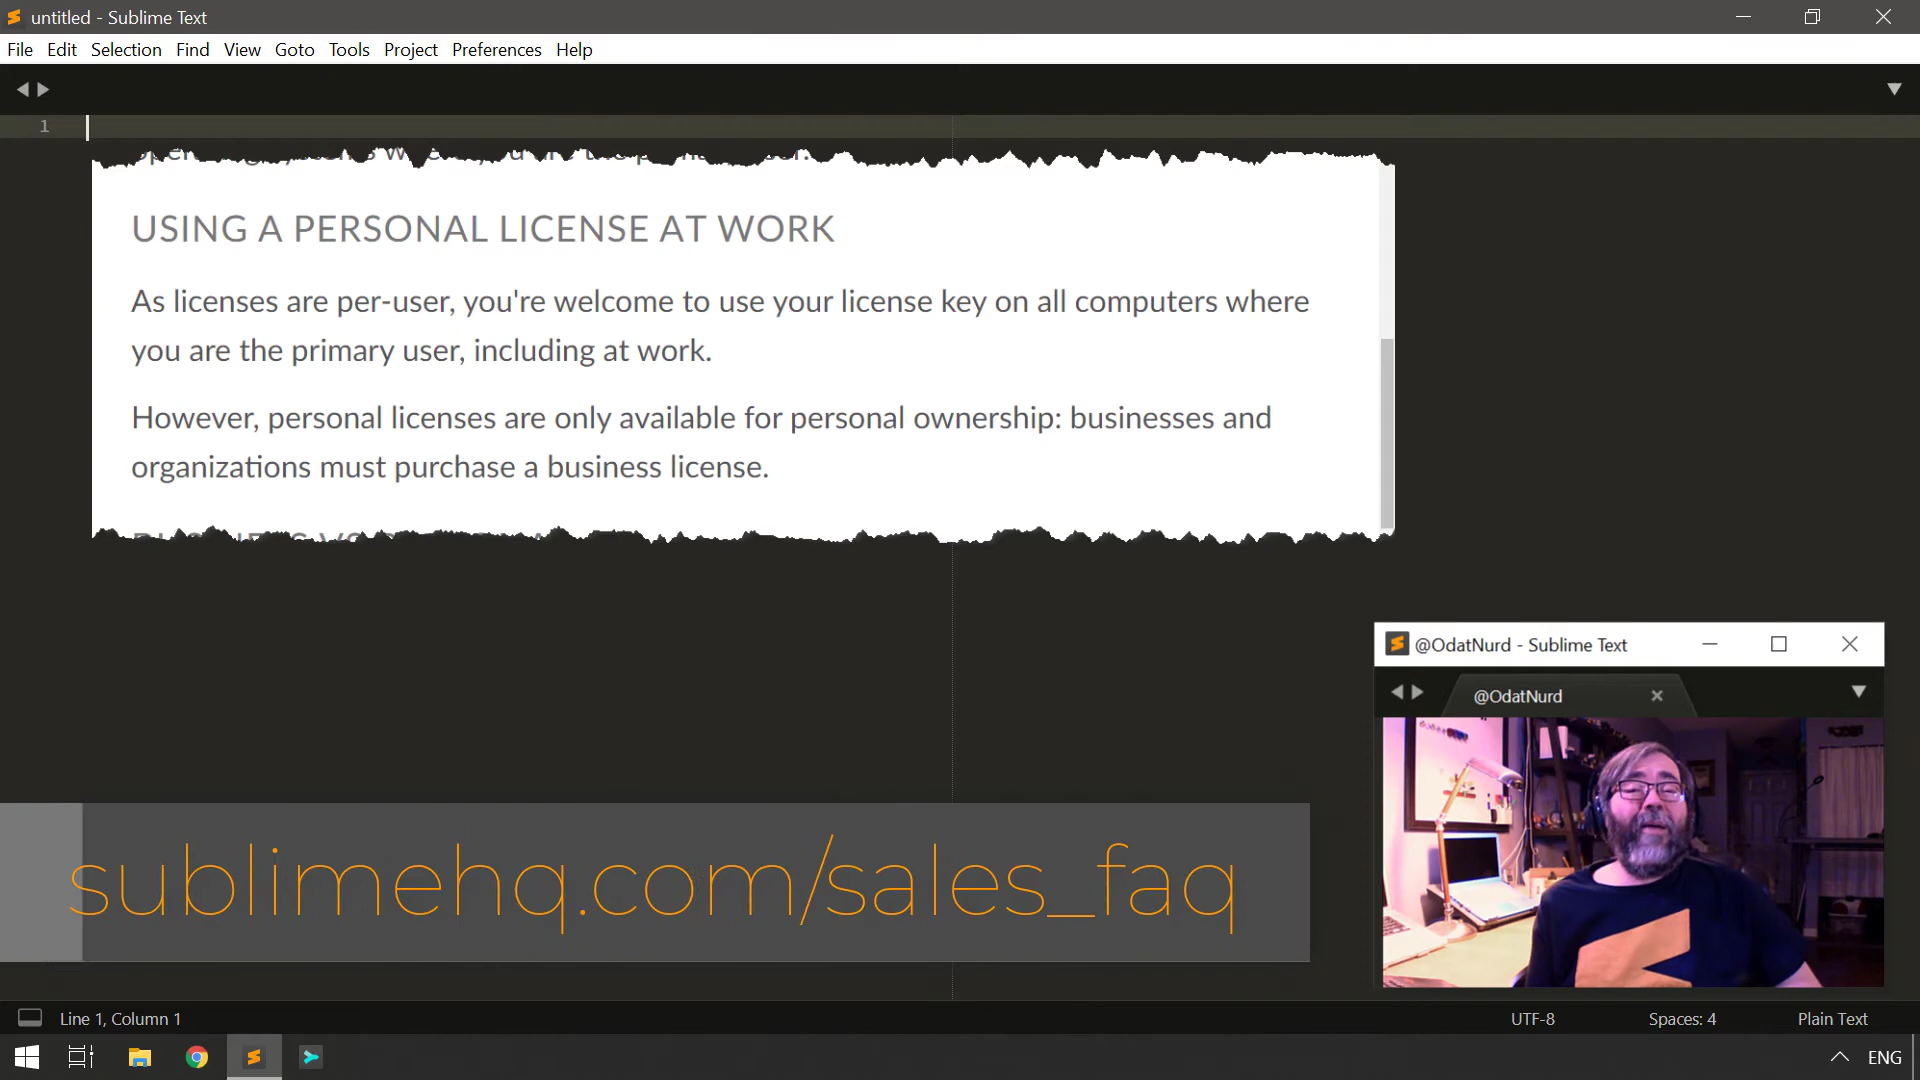 untitled - Sublime Text
File Edit Selection Find View Goto Tools Project Preferences Help
1
USING A PERSONAL LICENSE AT WORK
As licenses are per-user, you're welcome to use your license key on all computers where
you are the primary user, including at work.
However, personal licenses are only available for personal ownership: businesses and
organizations must purchase a business license.
@OdatNurd - Sublime Text
@OdatNurd
sublimehq.com/sales_faq
Line 1, Column 1
UTF-8
Spaces: 4
Plain Text
ENG